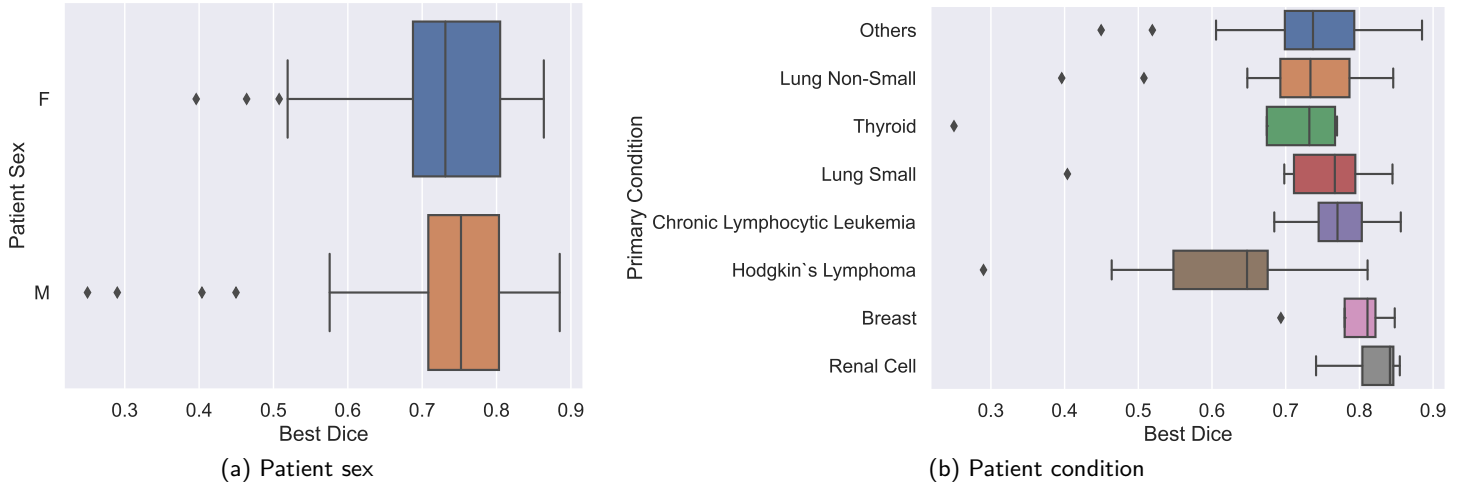 Patient Sex
F
M
0.3 0.4 0.5 0.6 0.7 0.8 0.9
Best Dice
(a) Patient sex
Primary Condition
Others
Lung Non-Small
Thyroid
Lung Small
Chronic Lymphocytic Leukemia
Hodgkin`s Lymphoma
Breast
Renal Cell
0.3 0.4 0.5 0.6 0.7 0.8 0.9
Best Dice
(b) Patient condition